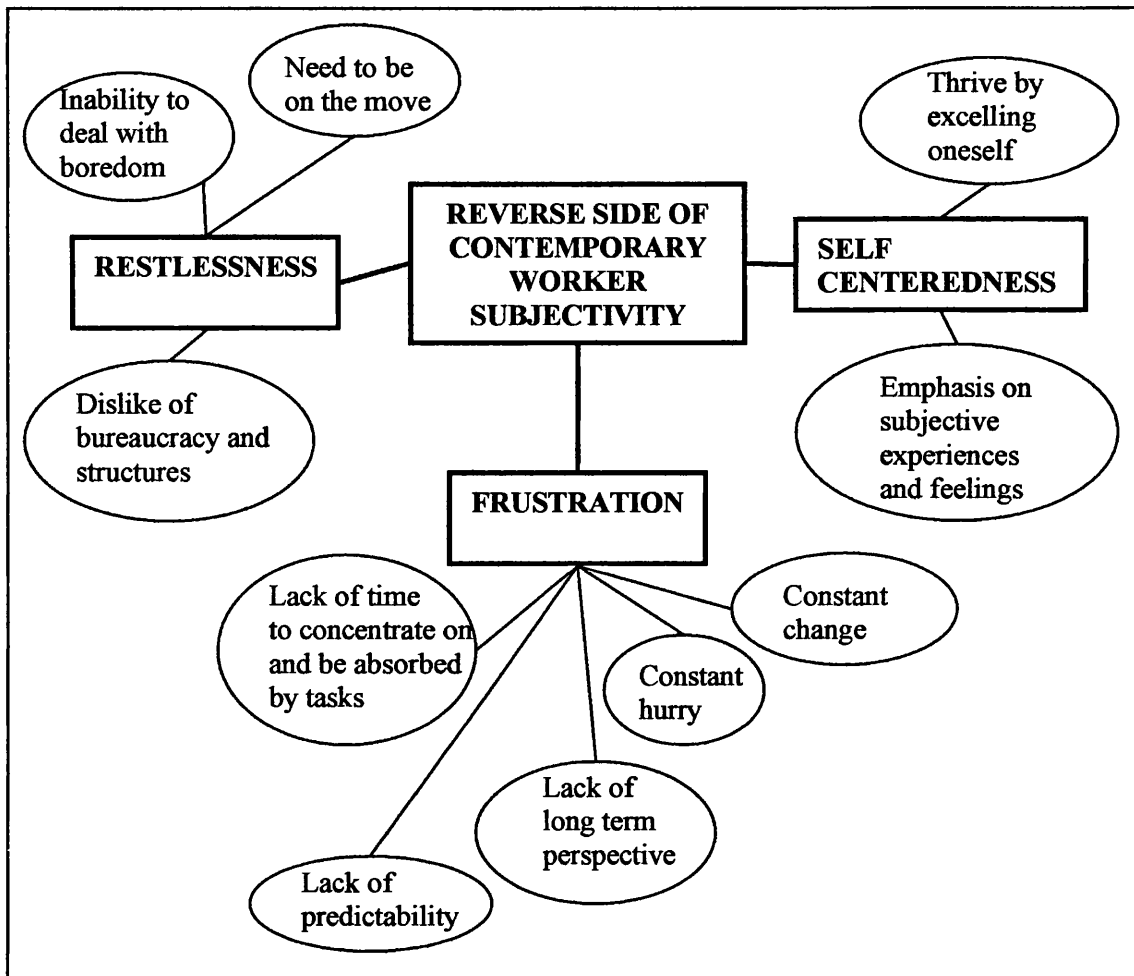 Need to be
on the move
Inability to
deal with
boredom
Thrive by
excelling
oneself
REVERSE SIDE OF
CONTEMPORARY
WORKER
SUBJECTIVITY
RESTLESSNESS
SELF
CENTEREDNESS
Dislike of
bureaucracy and
structures
Emphasis on
subjective
experiences
and feelings
FRUSTRATION
Lack of time
to concentrate on
and be absorbed
by tasks
Constant
change
Constant
hurry
Lack of
long term
perspective
Lack of
predictability